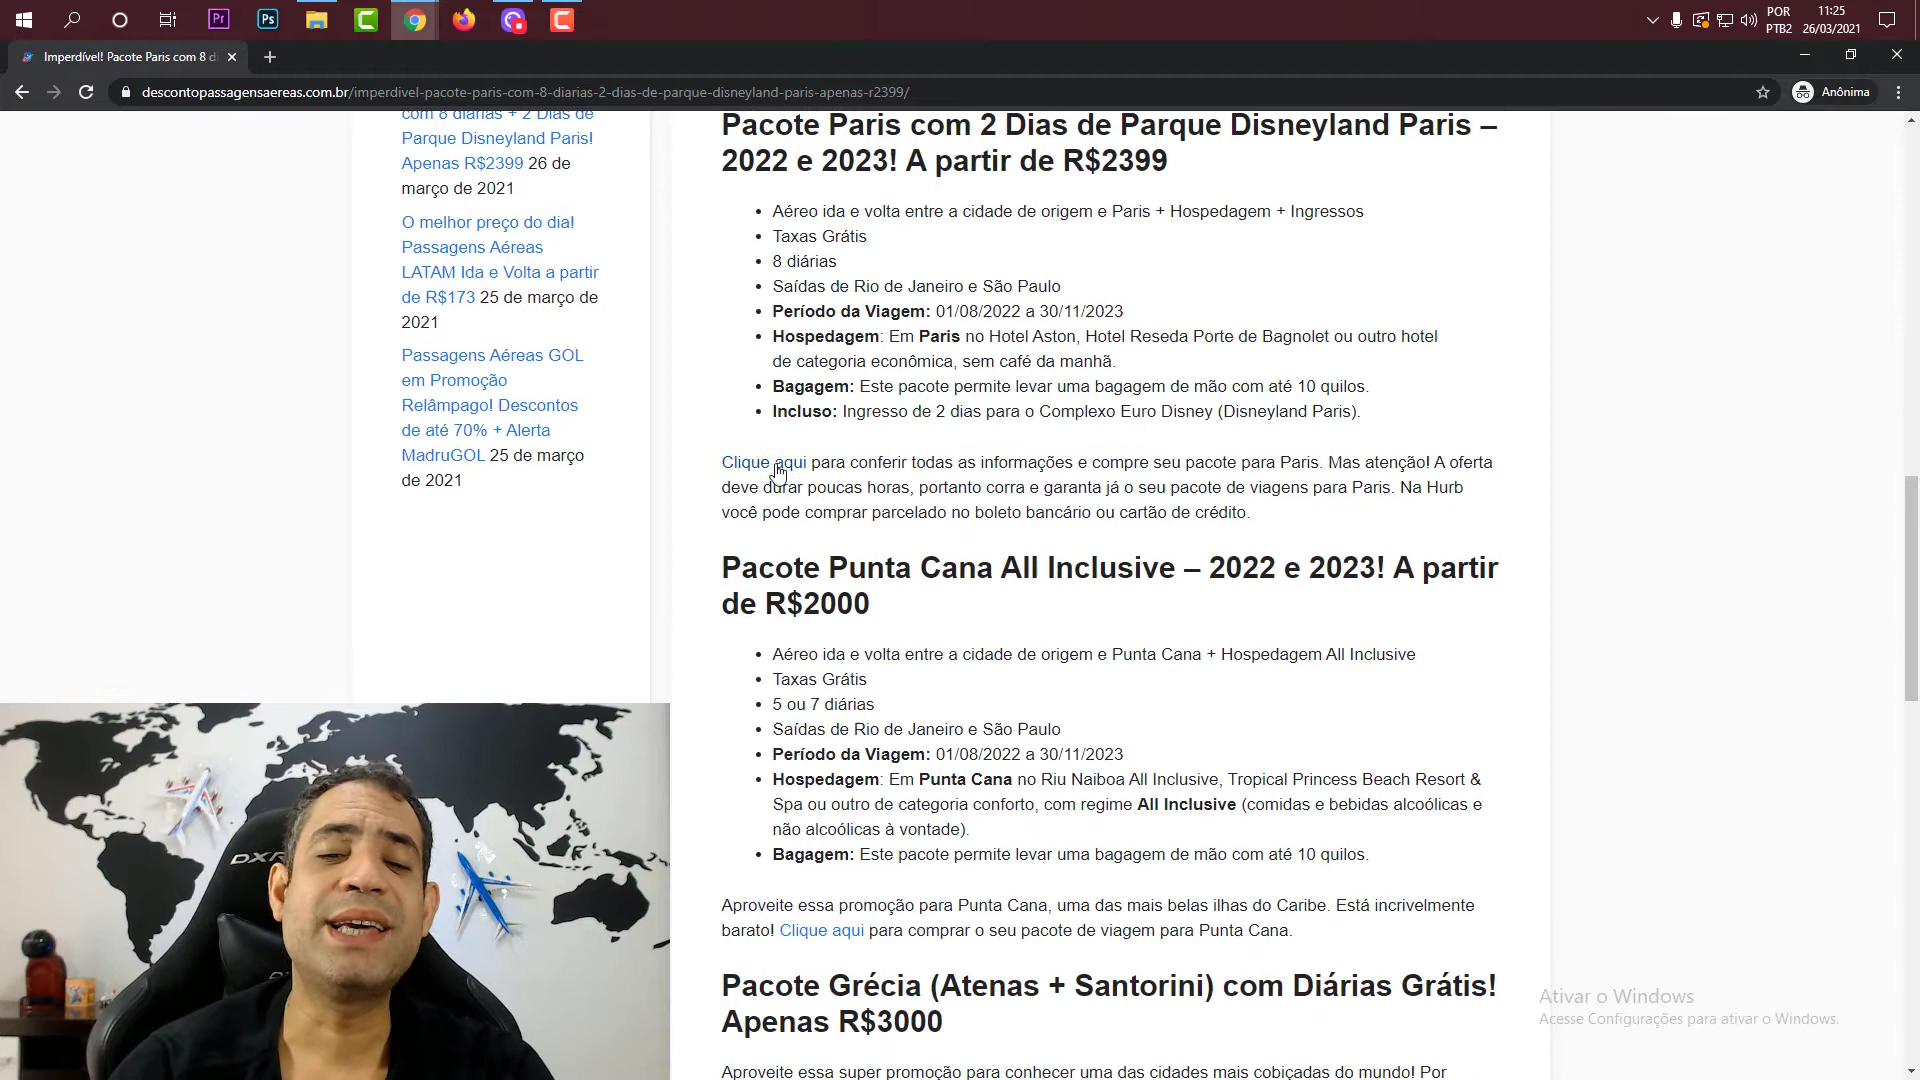 Pr
Ps
POR
PTB2
11:25
26/03/2021
Imperdível! Pacote Paris com 8 d
descontopassagensaereas.com.br/imperdivel-pacote-paris-com-8-diarias-2-dias-de-parque-disneyland-paris-apenas-r2399/
Anônima
com 8 diárias + 2 Dias de
Parque Disneyland Paris!
Apenas R$2399 26 de
março de 2021
O melhor preço do dia!
Passagens Aéreas
LATAM Ida e Volta a partir
de R$173 25 de março de
2021
Passagens Aéreas GOL
em Promoção
Relâmpago! Descontos
de até 70% + Alerta
MadruGOL 25 de março
de 2021
Pacote Paris com 2 Dias de Parque Disneyland Paris –
2022 e 2023! A partir de R$2399
• Aéreo ida e volta entre a cidade de origem e Paris + Hospedagem + Ingressos
• Taxas Grátis
• 8 diárias
• Saídas de Rio de Janeiro e São Paulo
• Período da Viagem: 01/08/2022 a 30/11/2023
• Hospedagem: Em Paris no Hotel Aston, Hotel Reseda Porte de Bagnolet ou outro hotel
de categoria econômica, sem café da manhã.
• Bagagem: Este pacote permite levar uma bagagem de mão com até 10 quilos.
• Incluso: Ingresso de 2 dias para o Complexo Euro Disney (Disneyland Paris).
Clique aqui para conferir todas as informações e compre seu pacote para Paris. Mas atenção! A oferta
deve durar poucas horas, portanto corra e garanta já o seu pacote de viagens para Paris. Na Hurb
você pode comprar parcelado no boleto bancário ou cartão de crédito.
Pacote Punta Cana All Inclusive – 2022 e 2023! A partir
de R$2000
• Aéreo ida e volta entre a cidade de origem e Punta Cana + Hospedagem All Inclusive
• Taxas Grátis
• 5 ou 7 diárias
• Saídas de Rio de Janeiro e São Paulo
• Período da Viagem: 01/08/2022 a 30/11/2023
• Hospedagem: Em Punta Cana no Riu Naiboa All Inclusive, Tropical Princess Beach Resort &
Spa ou outro de categoria conforto, com regime All Inclusive (comidas e bebidas alcoólicas e
não alcoólicas à vontade).
• Bagagem: Este pacote permite levar uma bagagem de mão com até 10 quilos.
Aproveite essa promoção para Punta Cana, uma das mais belas ilhas do Caribe. Está incrivelmente
barato! Clique aqui para comprar o seu pacote de viagem para Punta Cana.
Pacote Grécia (Atenas + Santorini) com Diárias Grátis!
Apenas R$3000
Aproveite essa super promoção para conhecer uma das cidades mais cobiçadas do mundo! Por
DXR
Ativar o Windows
Acesse Configurações para ativar o Windows.